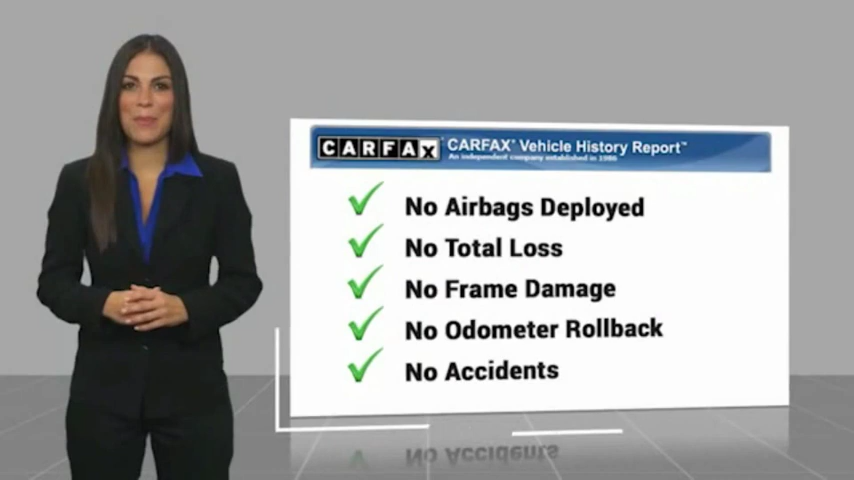 CARFAX CARFAX® Vehicle History Report™
An independent company established in 1986
No Airbags Deployed
No Total Loss
No Frame Damage
No Odometer Rollback
No Accidents
No Accidents